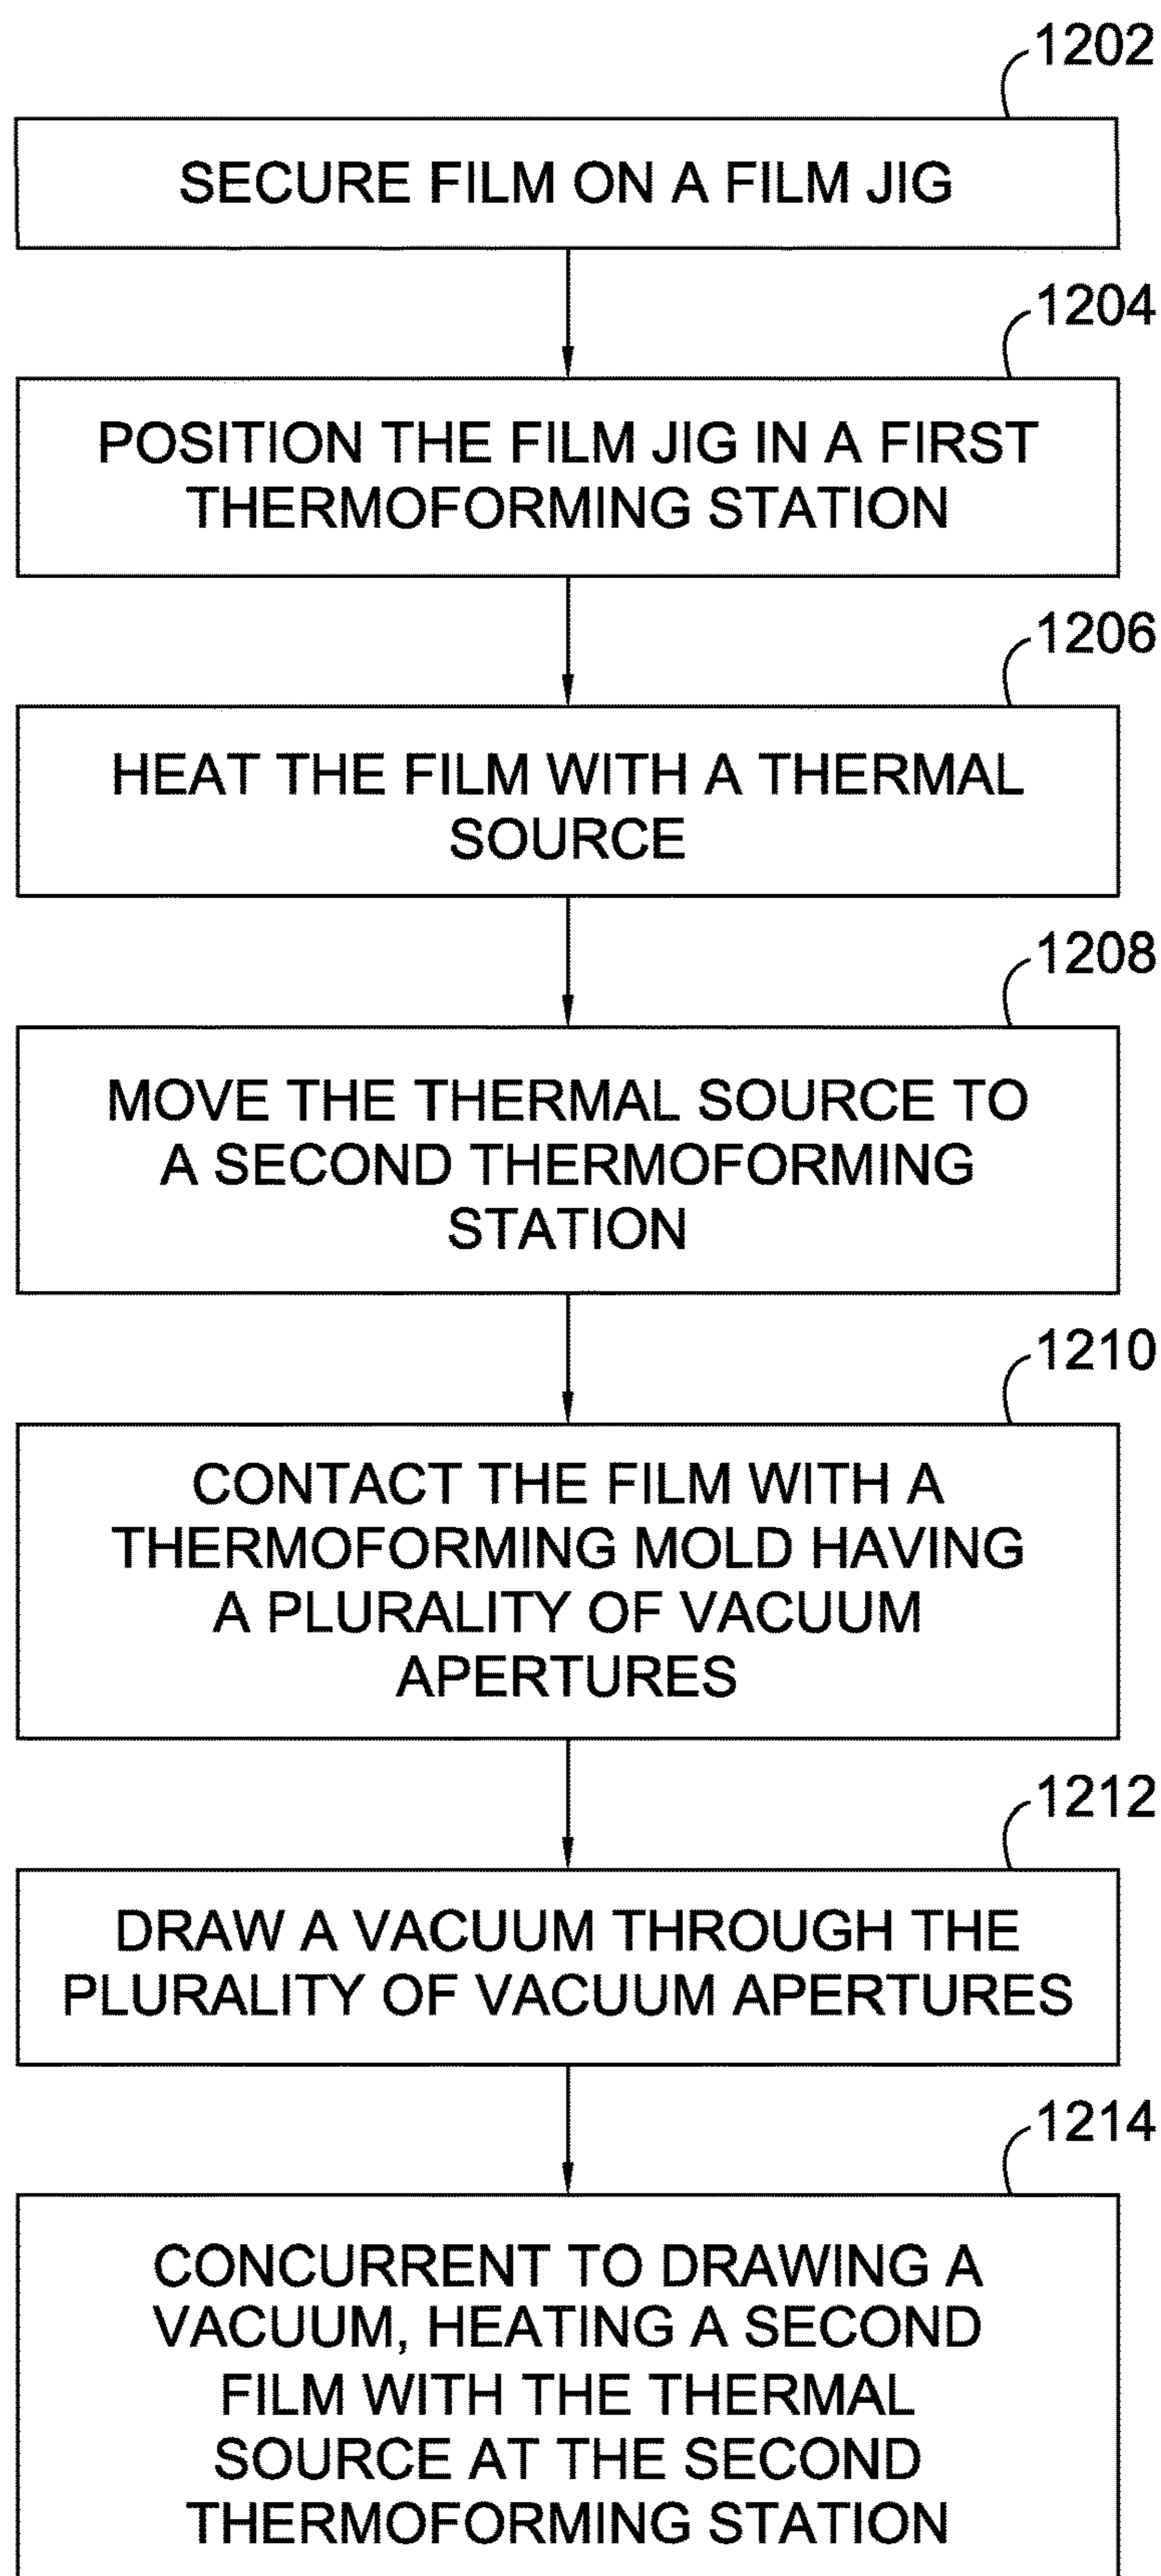 1202
SECURE FILM ON A FILM JIG
1204
POSITION THE FILM JIG IN A FIRST
THERMOFORMING STATION
1206
HEAT THE FILM WITH A THERMAL
SOURCE
1208
MOVE THE THERMAL SOURCE TO
A SECOND THERMOFORMING
STATION
1210
CONTACT THE FILM WITH A
THERMOFORMING MOLD HAVING
A PLURALITY OF VACUUM
APERTURES
1212
DRAW A VACUUM THROUGH THE
PLURALITY OF VACUUM APERTURES
1214
CONCURRENT TO DRAWING A
VACUUM, HEATING A SECOND
FILM WITH THE THERMAL
SOURCE AT THE SECOND
THERMOFORMING STATION